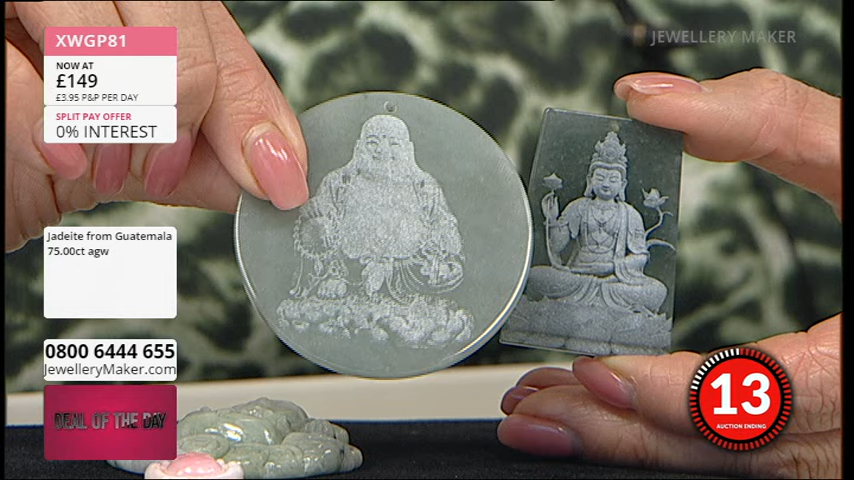 XWGP81
NOW AT
£149
£3.95 P&P PER DAY
SPLIT PAY OFFER
0% INTEREST
Jadeite from Guatemala
75.00ct agw
0800 6444 655
JewelleryMaker.com
DEAL OF THE DAY
JEWELLERY MAKER
13
AUCTION ENDING